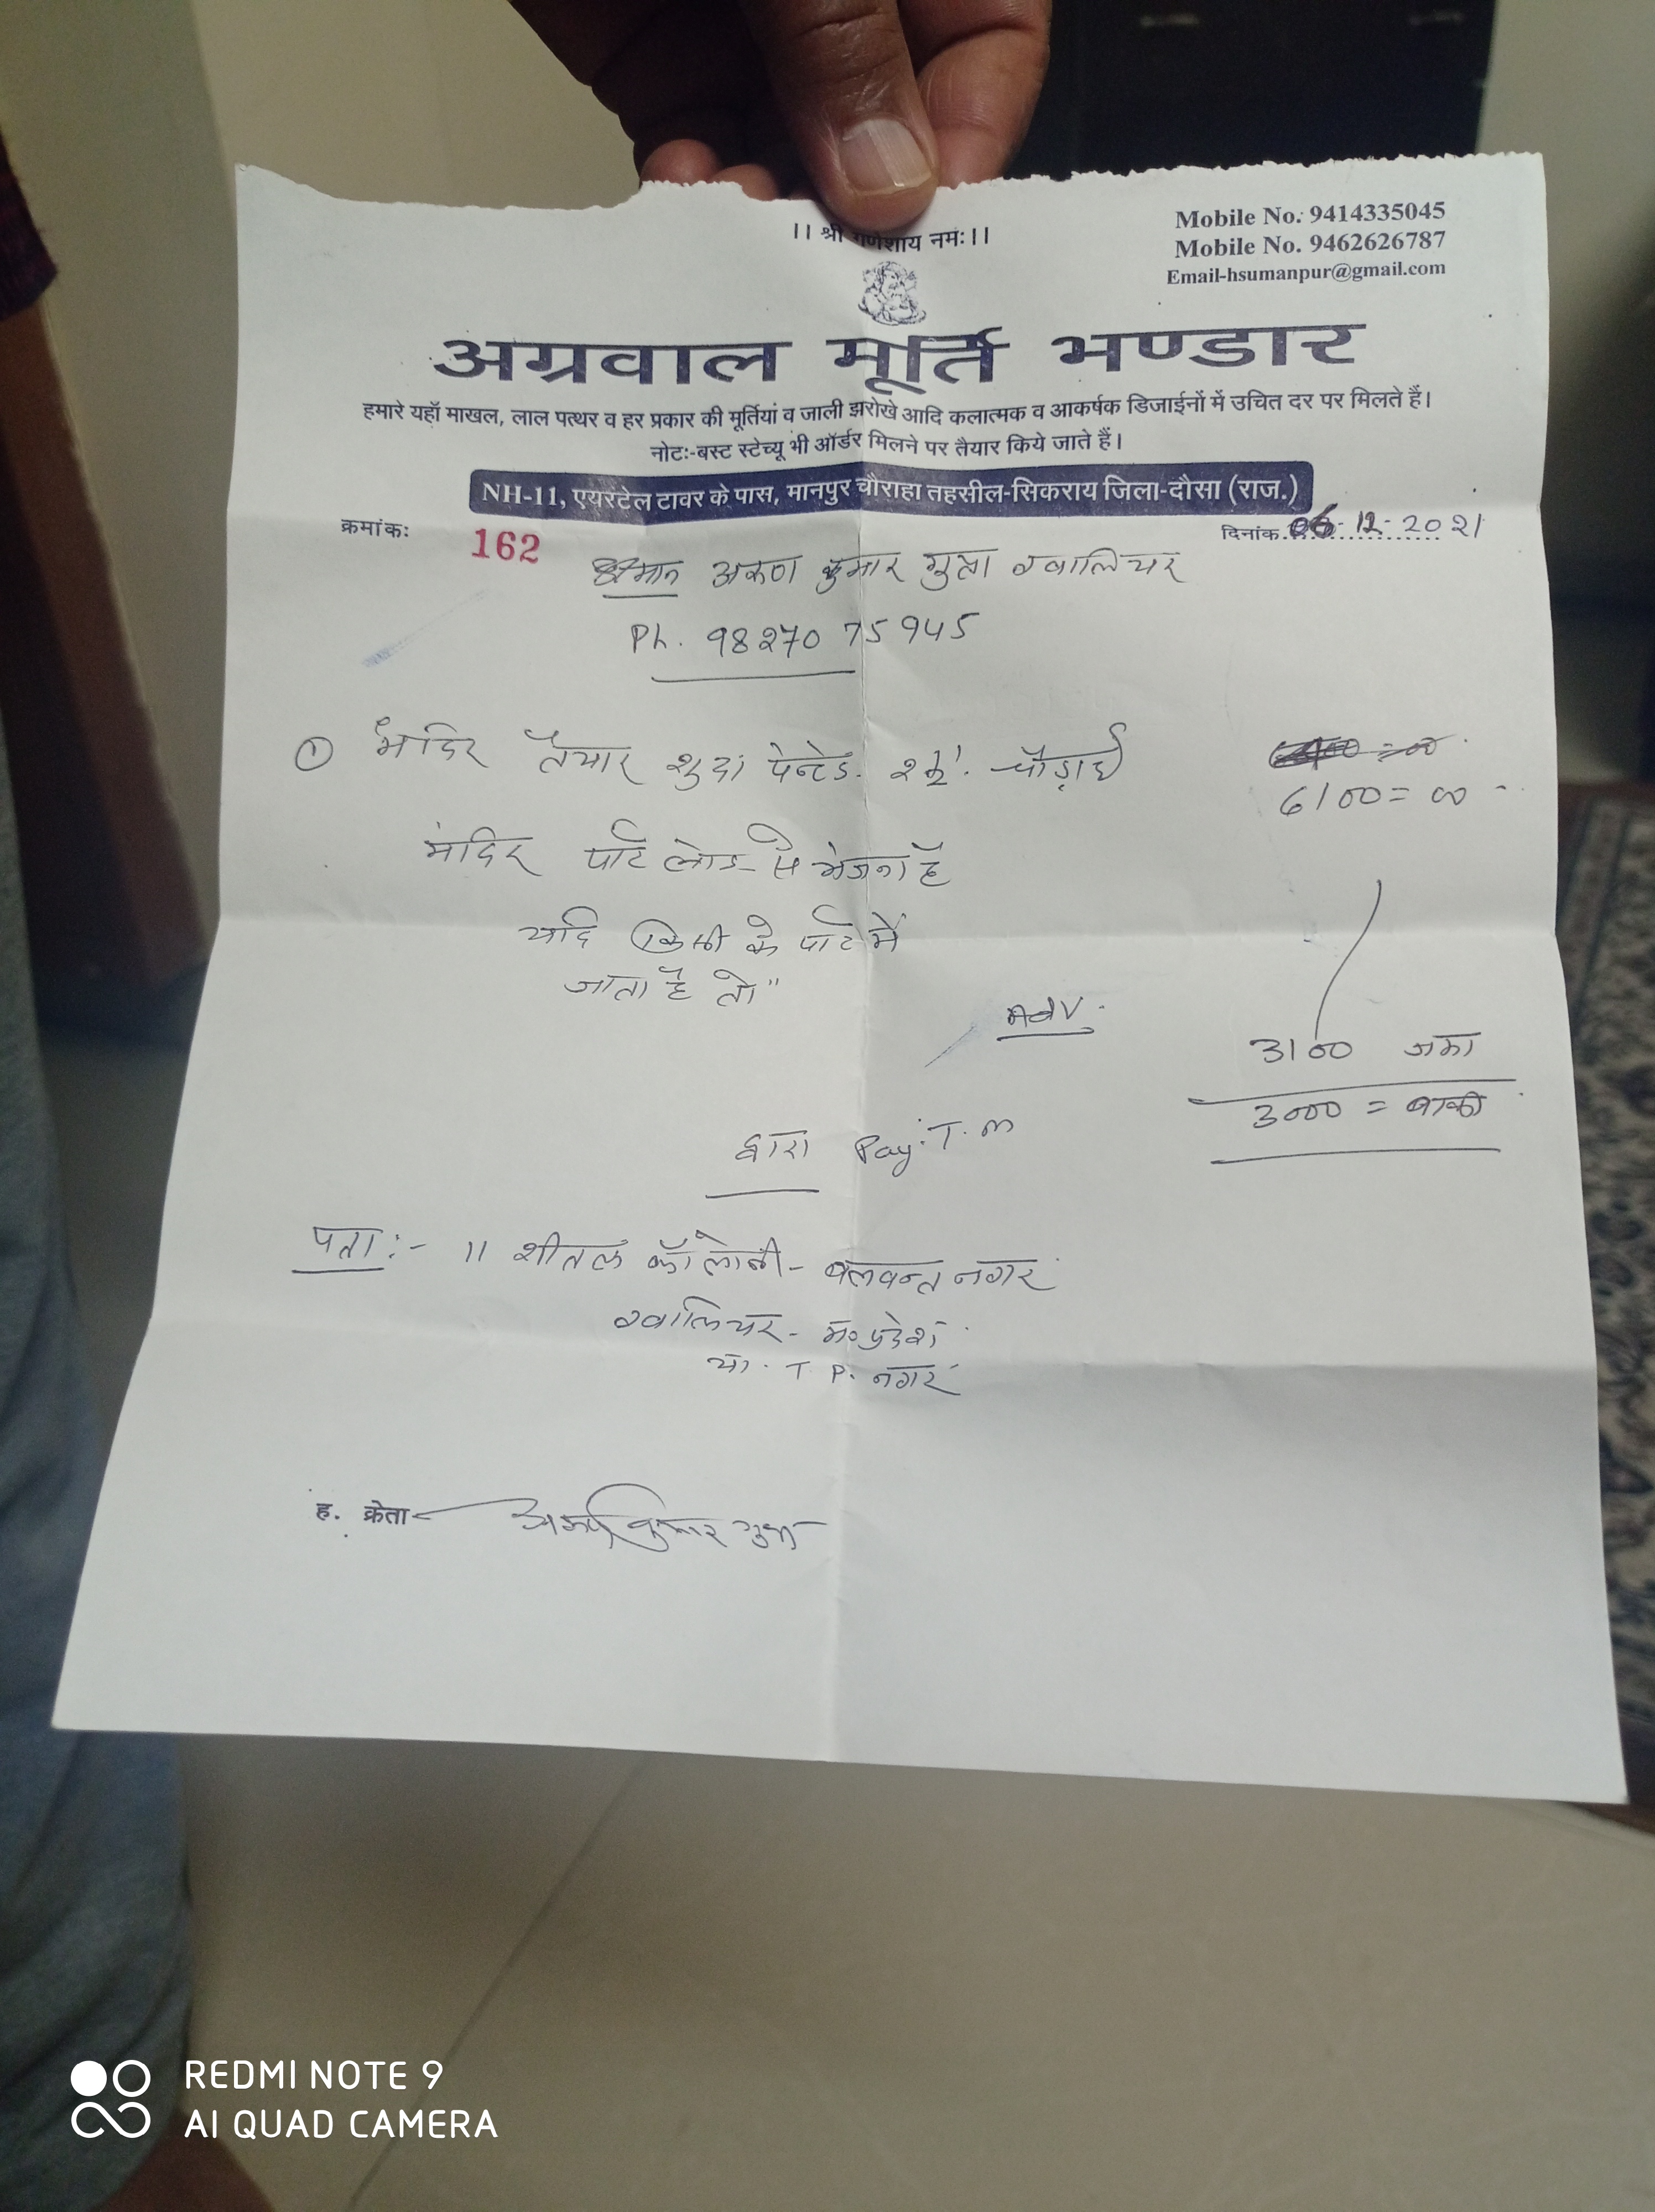 ।। श्री गणेशाय नमः।।
Mobile No. 9414335045
Mobile No. 9462626787
Email-hsumanpur@gmail.com
अग्रवाल मूर्ति भण्डार
हमारे यहाँ माखल, लाल पत्थर व हर प्रकार की मूर्तियां व जाली झरोखे आदि कलात्मक व आकर्षक डिजाईनों में उचित दर पर मिलते हैं।
नोटः-बस्ट स्टेच्यू भी ऑर्डर मिलने पर तैयार किये जाते हैं।
NH-11, एयरटेल टावर के पास, मानपुर चौराहा तहसील-सिकराय जिला-दौसा (राज.)
क्रमांकः 162 दिनांक 06-12-2021
श्रीमान अरूण कुमार गुप्ता ग्वालियर
Ph. 98270 75945
① मंदिर तैयार शुदा पेन्टेड. चौड़ाई
6100=00
मंदिर पार्ट लोड से भेजना है
यदि किसी के पार्ट में
जाता है तो"
Adv.
3100 जमा
3000 = बाकी
द्वारा Pay.T.m
पता:- 11 शीतल कॉलोनी - बलवन्त नगर
ग्वालियर - म०प्रदेश
या. T. P. नगर
ह. क्रेता अरूण कुमार गुप्ता
REDMI NOTE 9
AI QUAD CAMERA